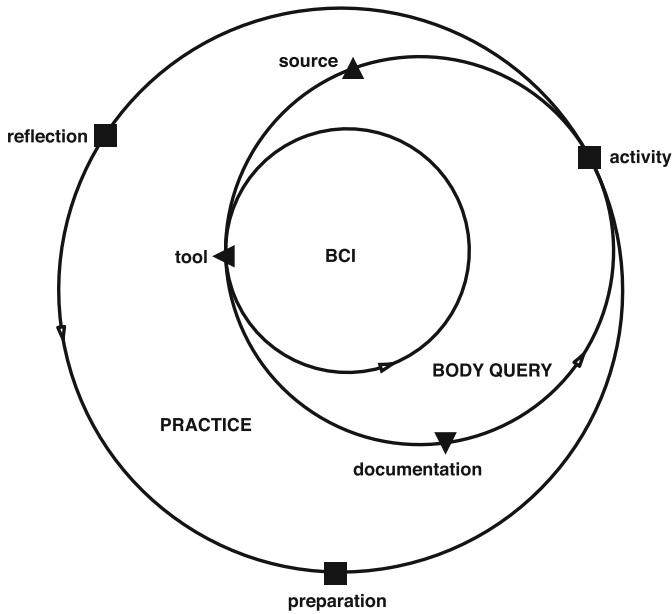 source
reflection
activity
tool
BCI
BODY QUERY
PRACTICE
documentation
preparation